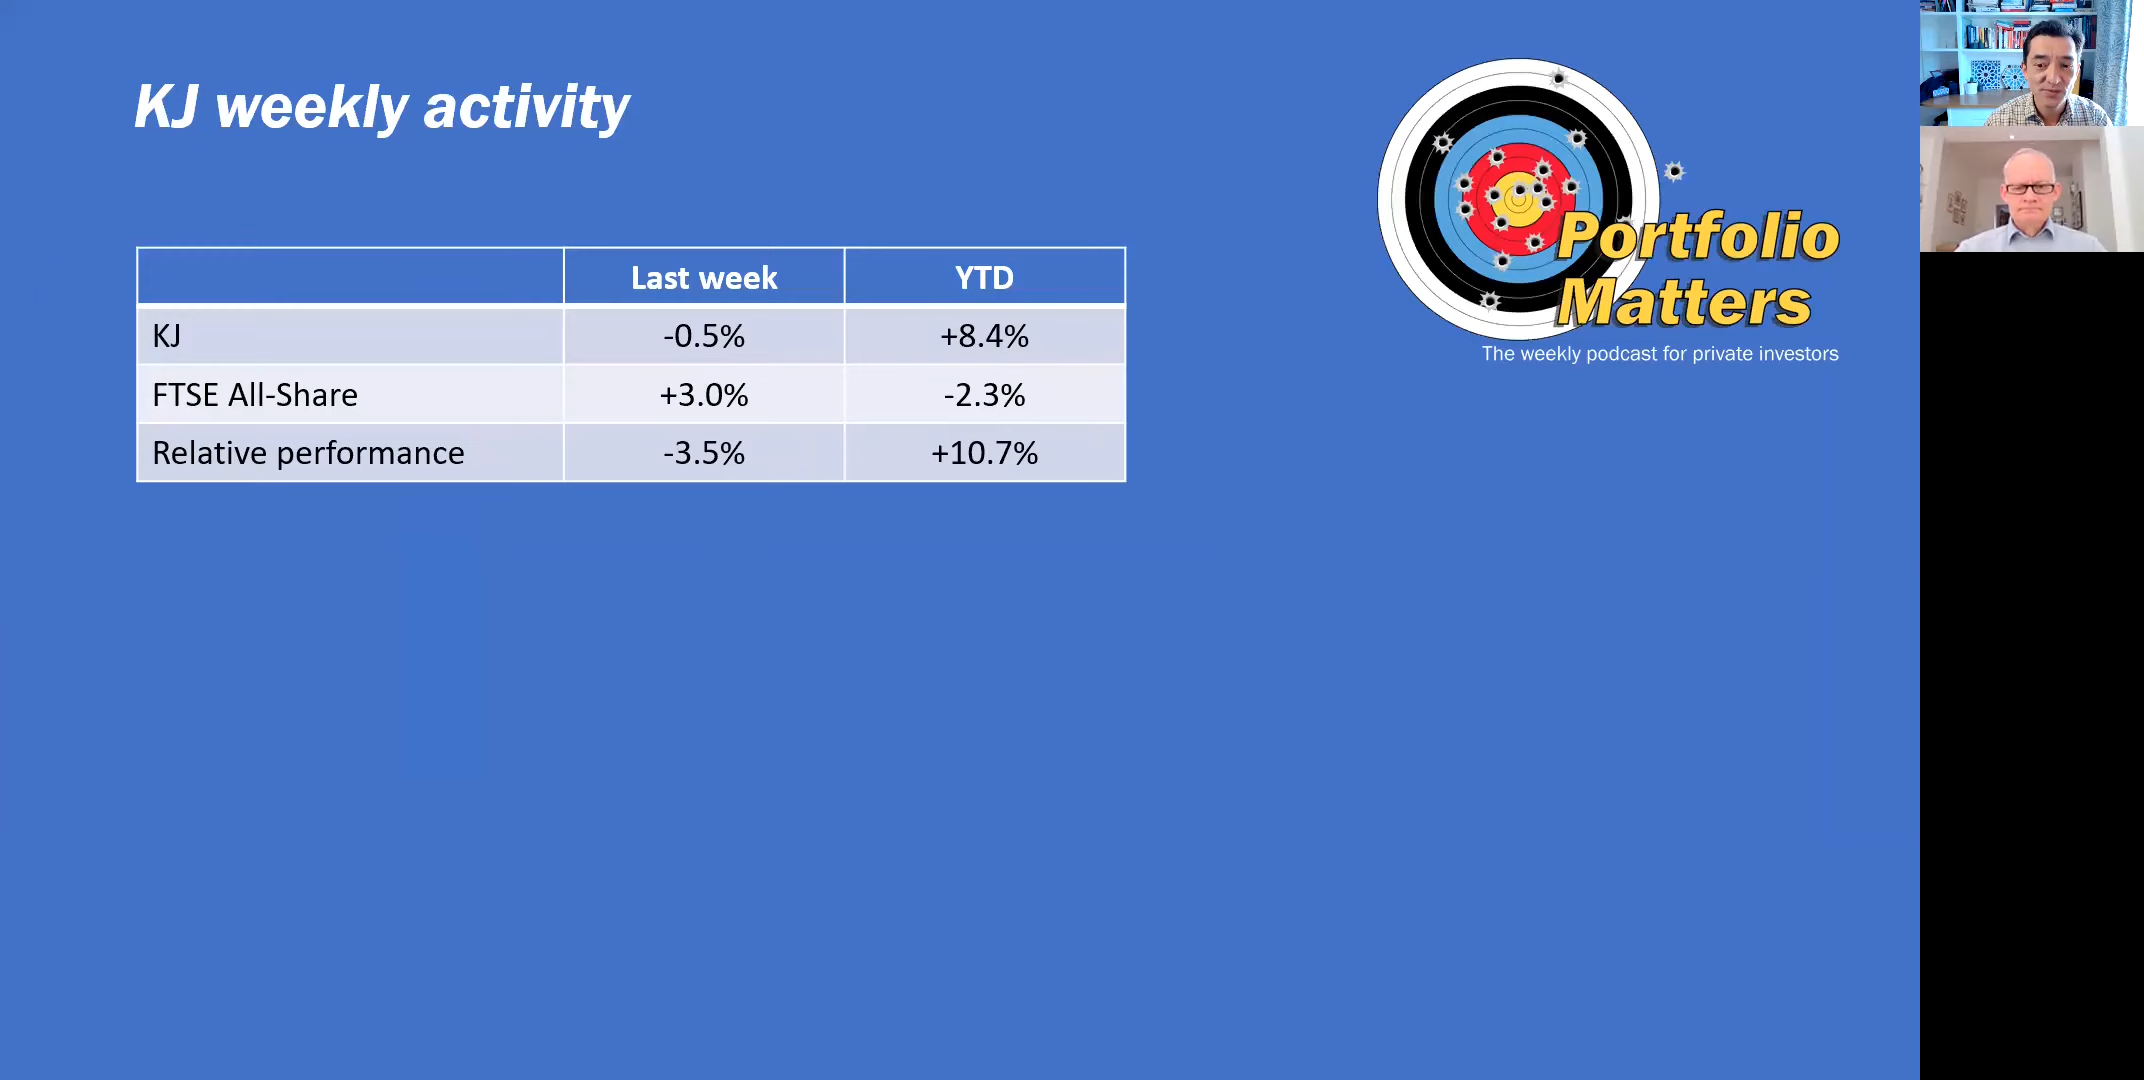 KJ weekly activity
Last week YTD
KJ -0.5% +8.4%
FTSE All-Share +3.0% -2.3%
Relative performance -3.5% +10.7%
Portfolio
Matters
The weekly podcast for private investors